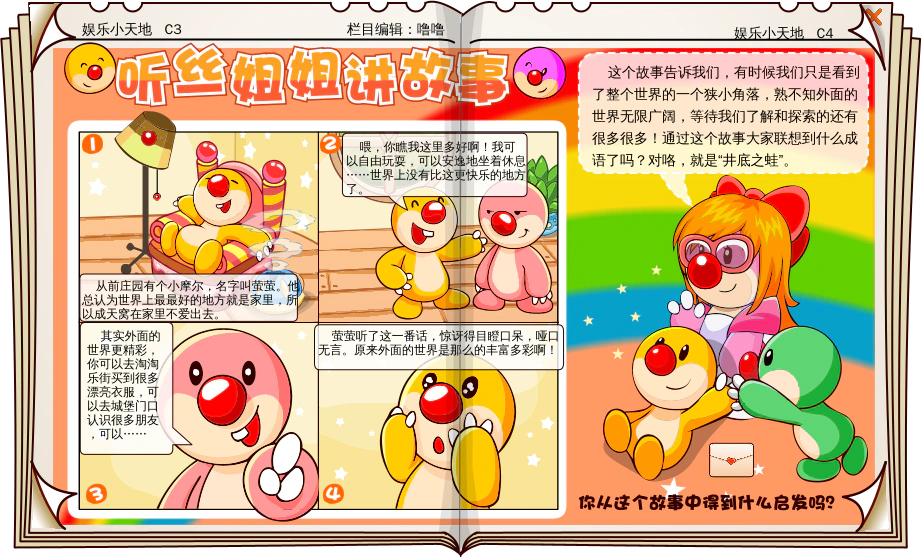 娱乐小天地 C3
栏目编辑：噜噜
娱乐小天地 C4
听丝姐姐讲故事
1
从前庄园有个小摩尔，名字叫萤萤。他
总认为世界上最最好的地方就是家里，所
以成天窝在家里不爱出去。
2
喂，你瞧我这里多好啊！我可
以自由玩耍，可以安逸地坐着休息
……世界上没有比这更快乐的地方
了。
3
其实外面的
世界更精彩，
你可以去淘淘
乐街买到很多
漂亮衣服，可
以去城堡门口
认识很多朋友
，可以……
4
萤萤听了这一番话，惊讶得目瞪口呆，哑口
无言。原来外面的世界是那么的丰富多彩啊！
这个故事告诉我们，有时候我们只是看到
了整个世界的一个狭小角落，熟不知外面的
世界无限广阔，等待我们了解和探索的还有
很多很多！通过这个故事大家联想到什么成
语了吗？对咯，就是“井底之蛙”。
你从这个故事中得到什么启发吗？